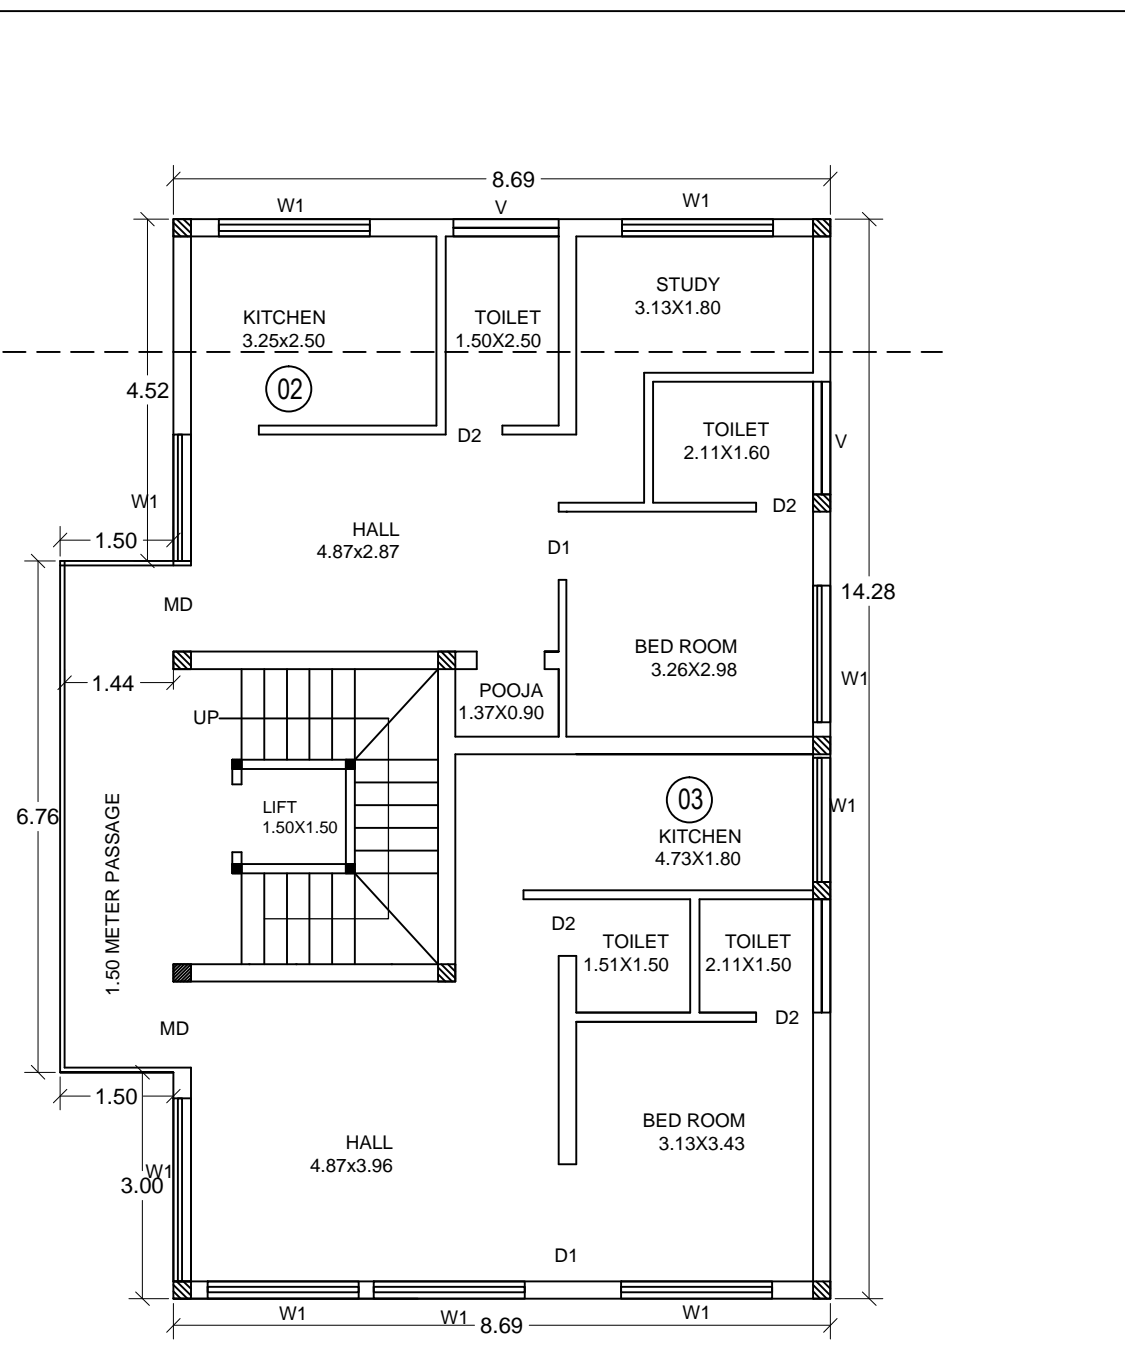 8.69
W1
V
W1
STUDY
3.13X1.80
KITCHEN
3.25x2.50
TOILET
1.50X2.50
02
4.52
D2
TOILET
2.11X1.60
V
W1
D2
1.50
HALL
4.87x2.87
D1
14.28
MD
BED ROOM
3.26X2.98
W1
1.44
POOJA
1.37X0.90
UP
LIFT
1.50X1.50
03
KITCHEN
4.73X1.80
W1
6.76
1.50 METER PASSAGE
D2
TOILET
1.51X1.50
TOILET
2.11X1.50
D2
MD
1.50
BED ROOM
3.13X3.43
HALL
4.87x3.96
W1
3.00
D1
W1
W1
W1
8.69